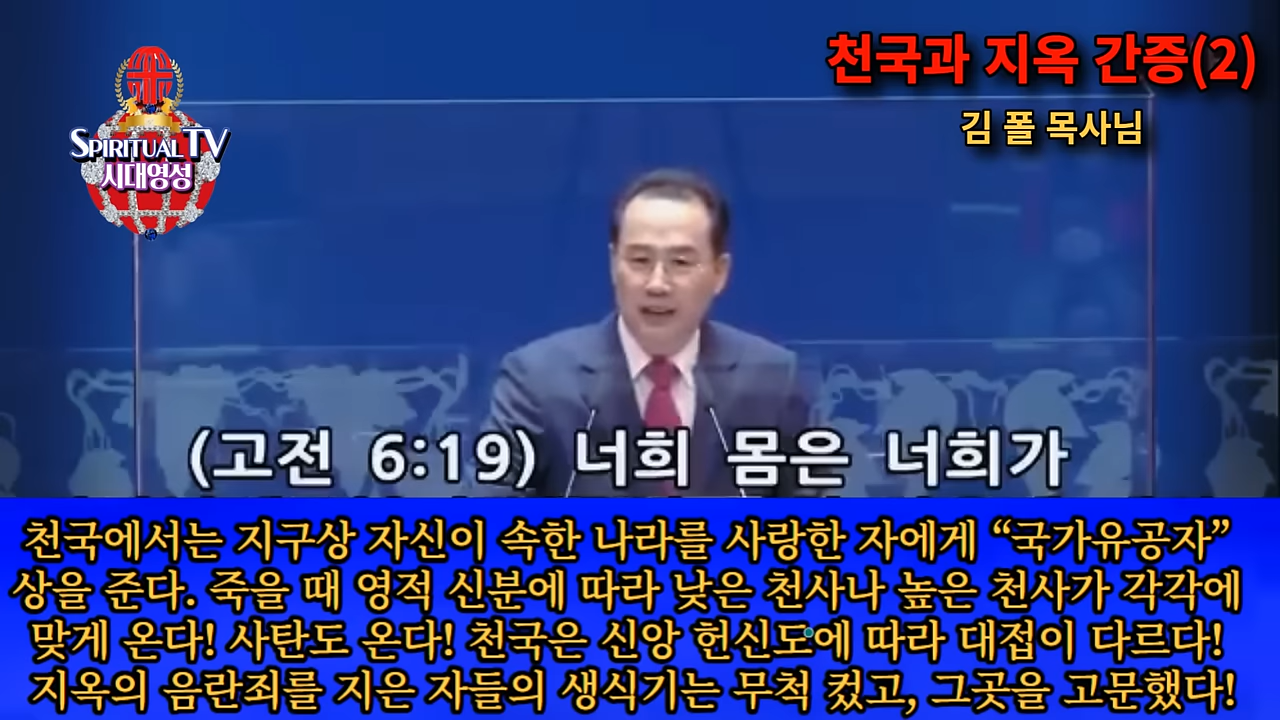 천국과 지옥 간증(2)
김 폴 목사님
SPIRITUAL TV
시대영성
(고전 6:19) 너희 몸은 너희가
천국에서는 지구상 자신이 속한 나라를 사랑한 자에게 “국가유공자”
상을 준다. 죽을 때 영적 신분에 따라 낮은 천사나 높은 천사가 각각에
맞게 온다! 사탄도 온다! 천국은 신앙 헌신도에 따라 대접이 다르다!
지옥의 음란죄를 지은 자들의 생식기는 무척 컸고, 그곳을 고문했다!